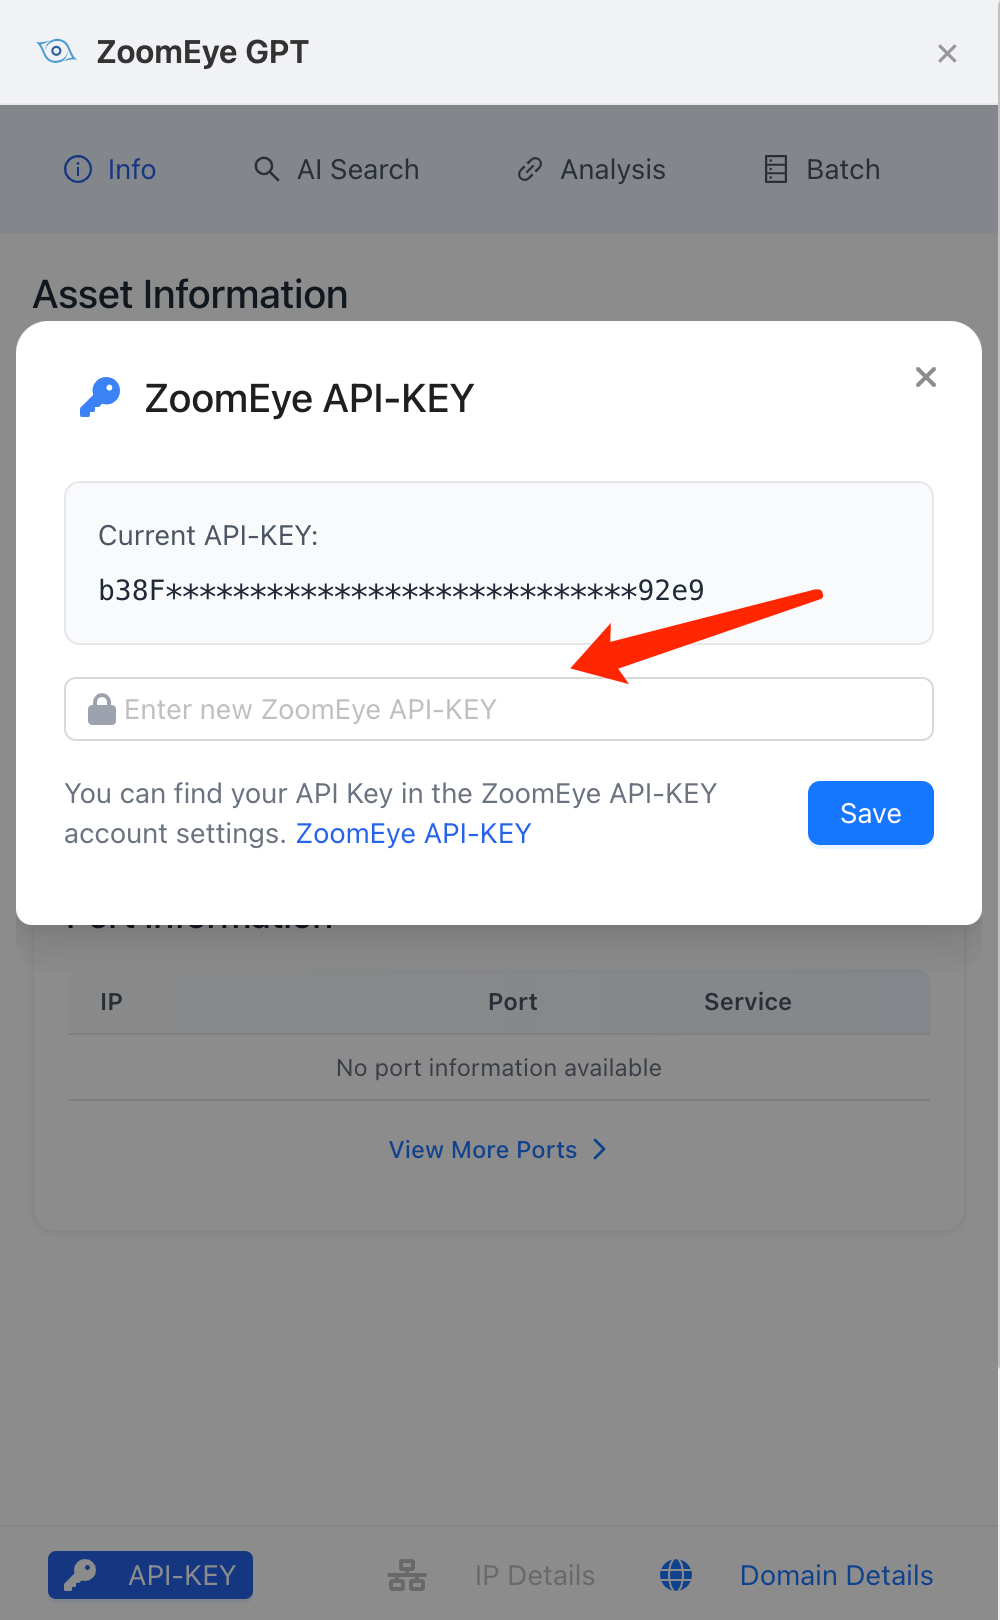 ZoomEye GPT
Info
AI Search
Analysis
Batch
Asset Information
ZoomEye API-KEY
Current API-KEY:
b38F****************************92e9
Enter new ZoomEye API-KEY
You can find your API Key in the ZoomEye API-KEY
account settings. ZoomEye API-KEY
Save
Port Information
IP
Port
Service
No port information available
View More Ports
API-KEY
IP Details
Domain Details